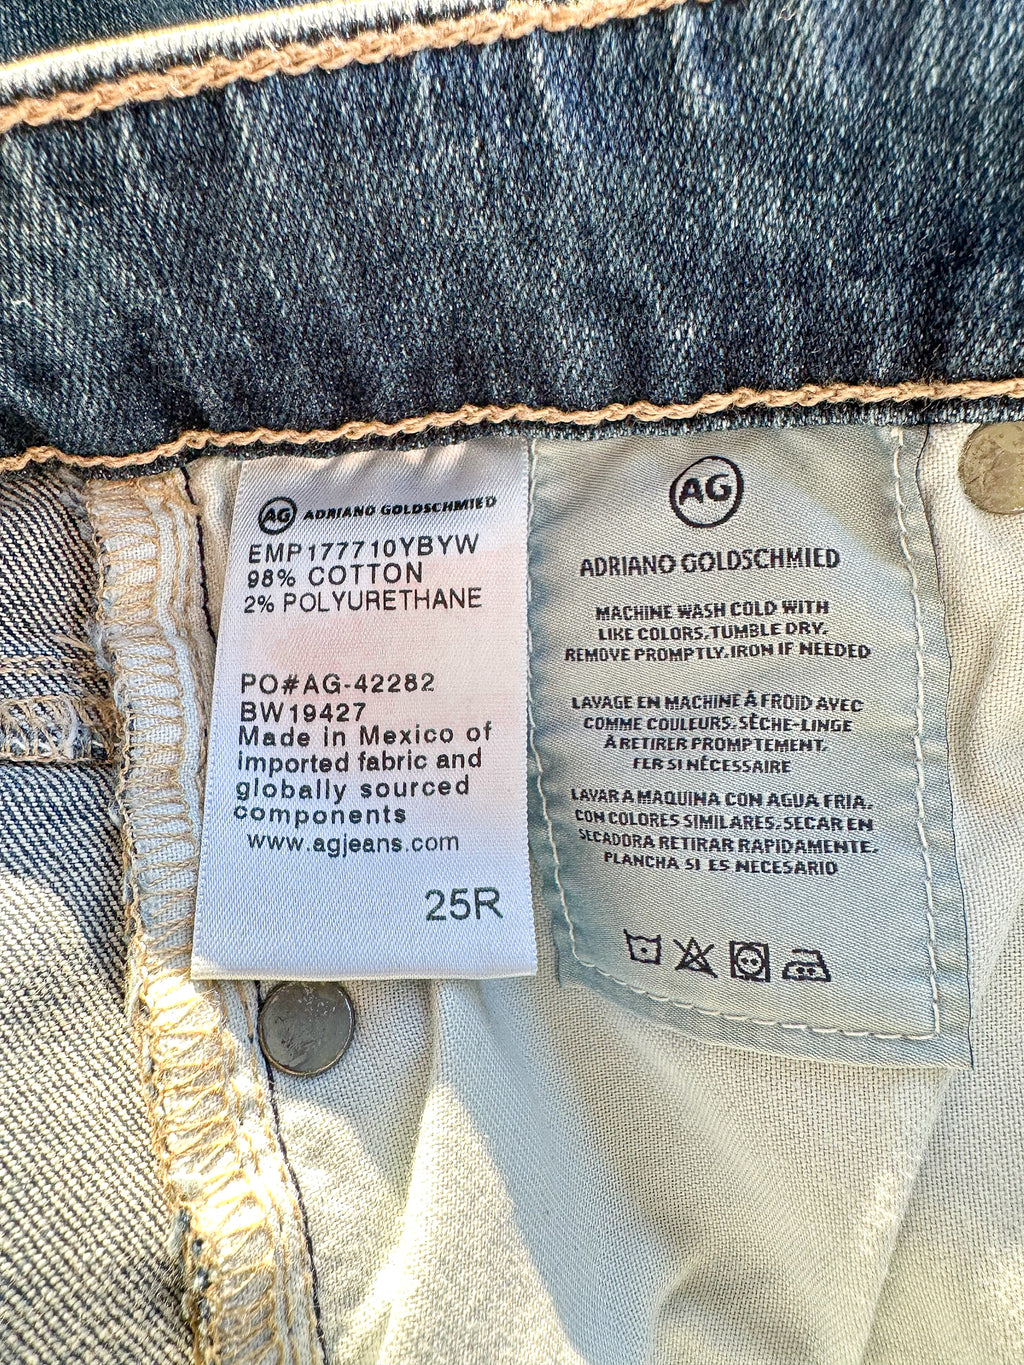 AG ADRIANO GOLDSCHMIED
EMP177710YBYW
98% COTTON
2% POLYURETHANE
PO#AG-42282
BW19427
Made in Mexico of
imported fabric and
globally sourced
components
www.agjeans.com
25R
AG
ADRIANO GOLDSCHMIED
MACHINE WASH COLD WITH
LIKE COLORS. TUMBLE DRY.
REMOVE PROMPTLY. IRON IF NEEDED
LAVAGE EN MACHINE À FROID AVEC
COMME COULEURS. SÈCHE-LINGE
À RETIRER PROMPTEMENT.
FER SI NÉCESSAIRE
LAVAR A MAQUINA CON AGUA FRIA.
CON COLORES SIMILARES. SECAR EN
SECADORA RETIRAR RAPIDAMENTE.
PLANCHA SI ES NECESARIO